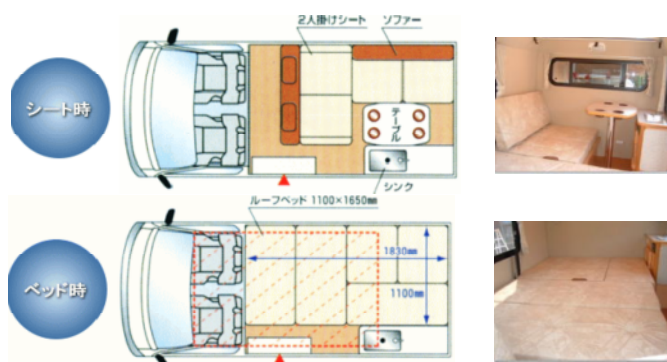 2人掛けシート
ソファー
シート時
テーブル
シンク
ルーフベッド 1100×1650㎜
ベッド時
1830㎜
1100㎜